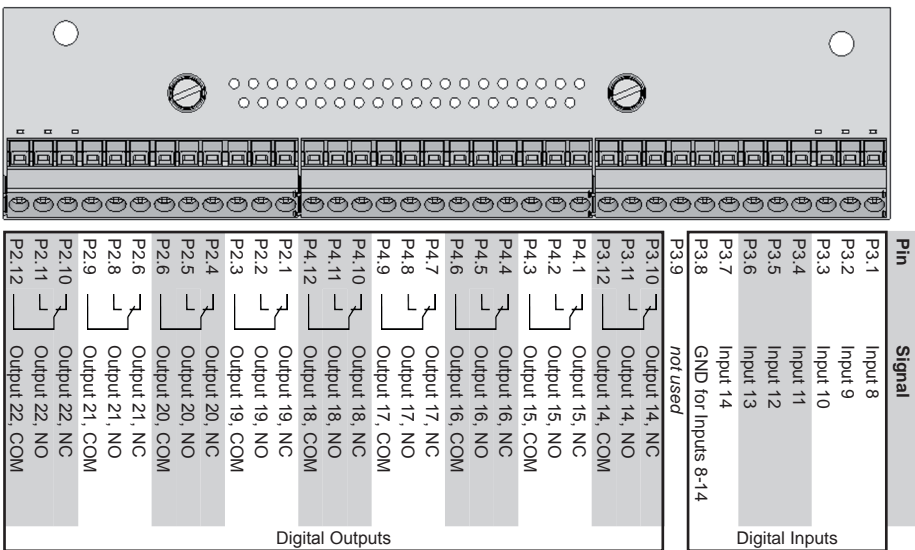 Pin Signal
P3.1 Input 8
P3.2 Input 9
P3.3 Input 10
P3.4 Input 11
P3.5 Input 12
P3.6 Input 13
P3.7 Input 14
P3.8 GND for Inputs 8-14
Digital Inputs
P3.9 not used
P3.10 Output 14, NC
P3.11 Output 14, NO
P3.12 Output 14, COM
P4.1 Output 15, NC
P4.2 Output 15, NO
P4.3 Output 15, COM
P4.4 Output 16, NC
P4.5 Output 16, NO
P4.6 Output 16, COM
P4.7 Output 17, NC
P4.8 Output 17, NO
P4.9 Output 17, COM
P4.10 Output 18, NC
P4.11 Output 18, NO
P4.12 Output 18, COM
P2.1 Output 19, NC
P2.2 Output 19, NO
P2.3 Output 19, COM
P2.4 Output 20, NC
P2.5 Output 20, NO
P2.6 Output 20, COM
P2.6 Output 21, NC
P2.8 Output 21, NO
P2.9 Output 21, COM
P2.10 Output 22, NC
P2.11 Output 22, NO
P2.12 Output 22, COM
Digital Outputs